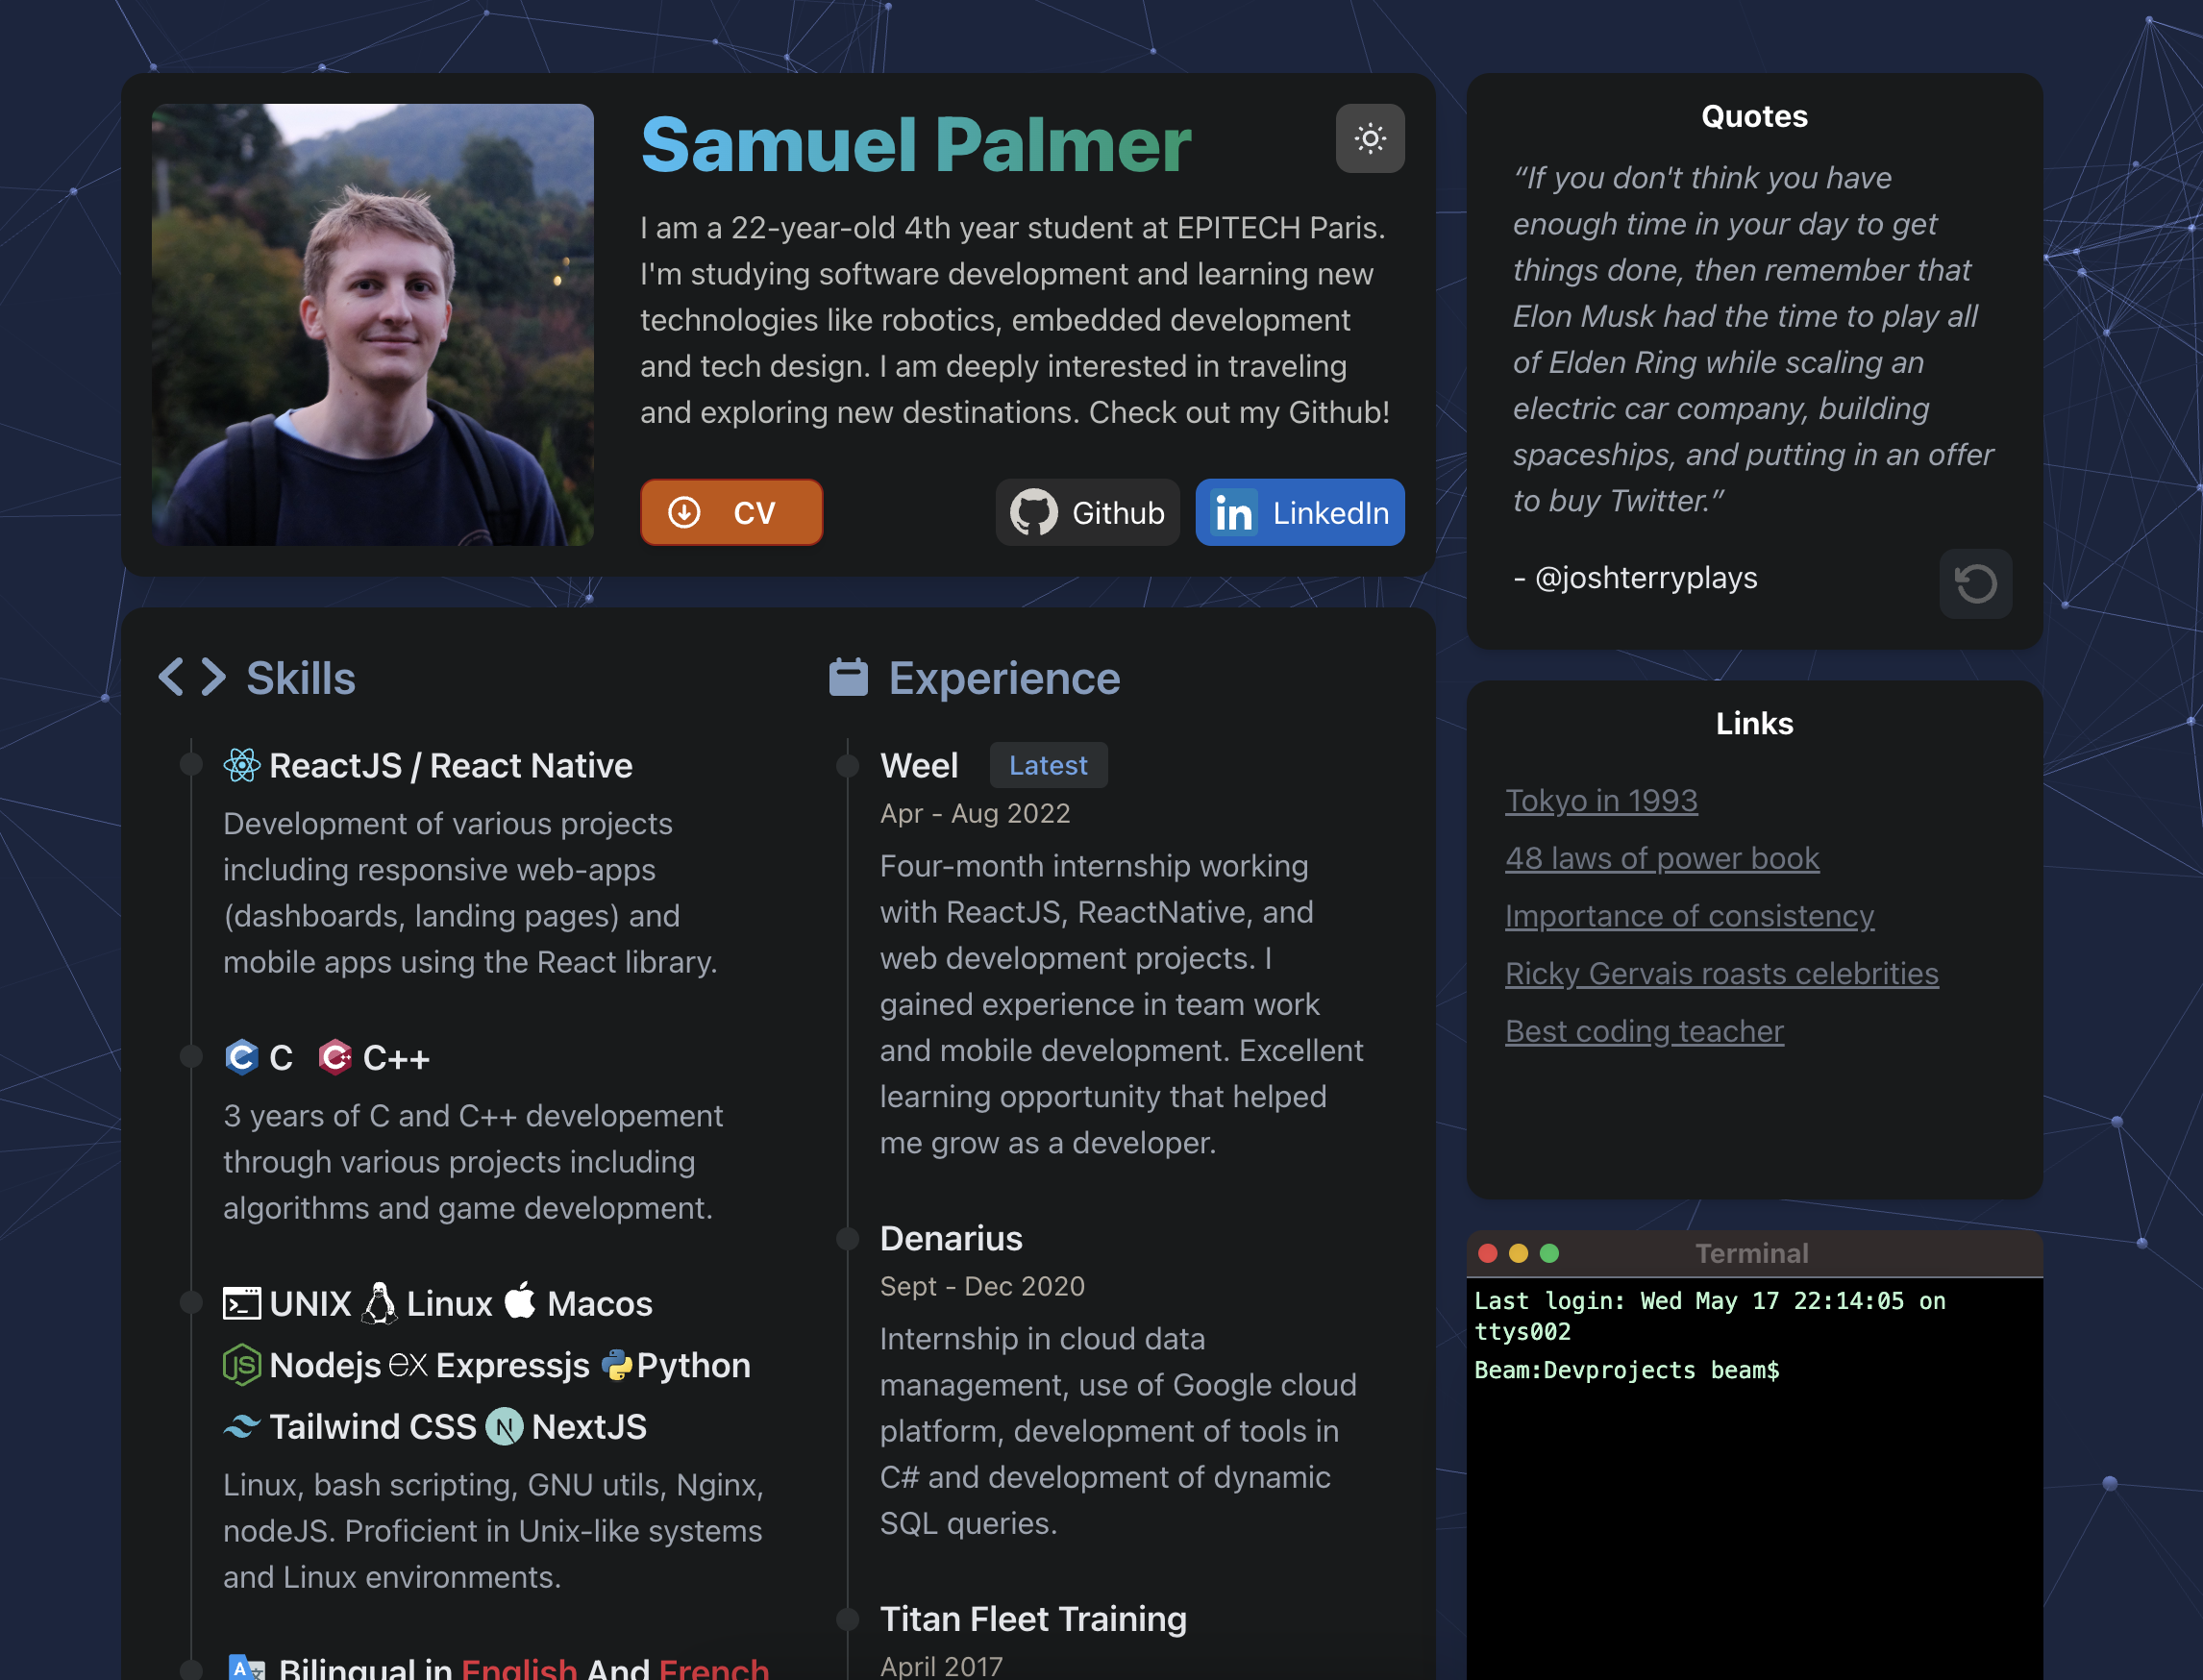 Samuel Palmer
I am a 22-year-old 4th year student at EPITECH Paris.
I'm studying software development and learning new
technologies like robotics, embedded development
and tech design. I am deeply interested in traveling
and exploring new destinations. Check out my Github!
CV
Github
in LinkedIn
Quotes
“If you don't think you have
enough time in your day to get
things done, then remember that
Elon Musk had the time to play all
of Elden Ring while scaling an
electric car company, building
spaceships, and putting in an offer
to buy Twitter.”
- @joshterryplays
Skills
ReactJS / React Native
Development of various projects
including responsive web-apps
(dashboards, landing pages) and
mobile apps using the React library.
C C C++ C++
3 years of C and C++ developement
through various projects including
algorithms and game development.
UNIX Linux Macos
JS Nodejs ex Expressjs Python
Tailwind CSS N NextJS
Linux, bash scripting, GNU utils, Nginx,
nodeJS. Proficient in Unix-like systems
and Linux environments.
A 文 Bilingual in English And French
Experience
Weel Latest
Apr - Aug 2022
Four-month internship working
with ReactJS, ReactNative, and
web development projects. I
gained experience in team work
and mobile development. Excellent
learning opportunity that helped
me grow as a developer.
Denarius
Sept - Dec 2020
Internship in cloud data
management, use of Google cloud
platform, development of tools in
C# and development of dynamic
SQL queries.
Titan Fleet Training
April 2017
Links
Tokyo in 1993
48 laws of power book
Importance of consistency
Ricky Gervais roasts celebrities
Best coding teacher
Terminal
Last login: Wed May 17 22:14:05 on
ttys002
Beam:Devprojects beam$